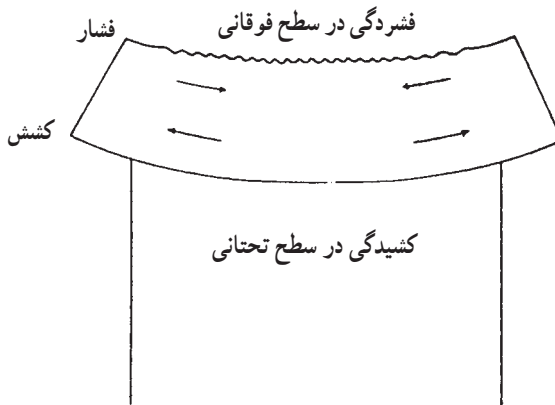 فشردگی در سطح فوقانی
فشار
کشش
کشیدگی در سطح تحتانی